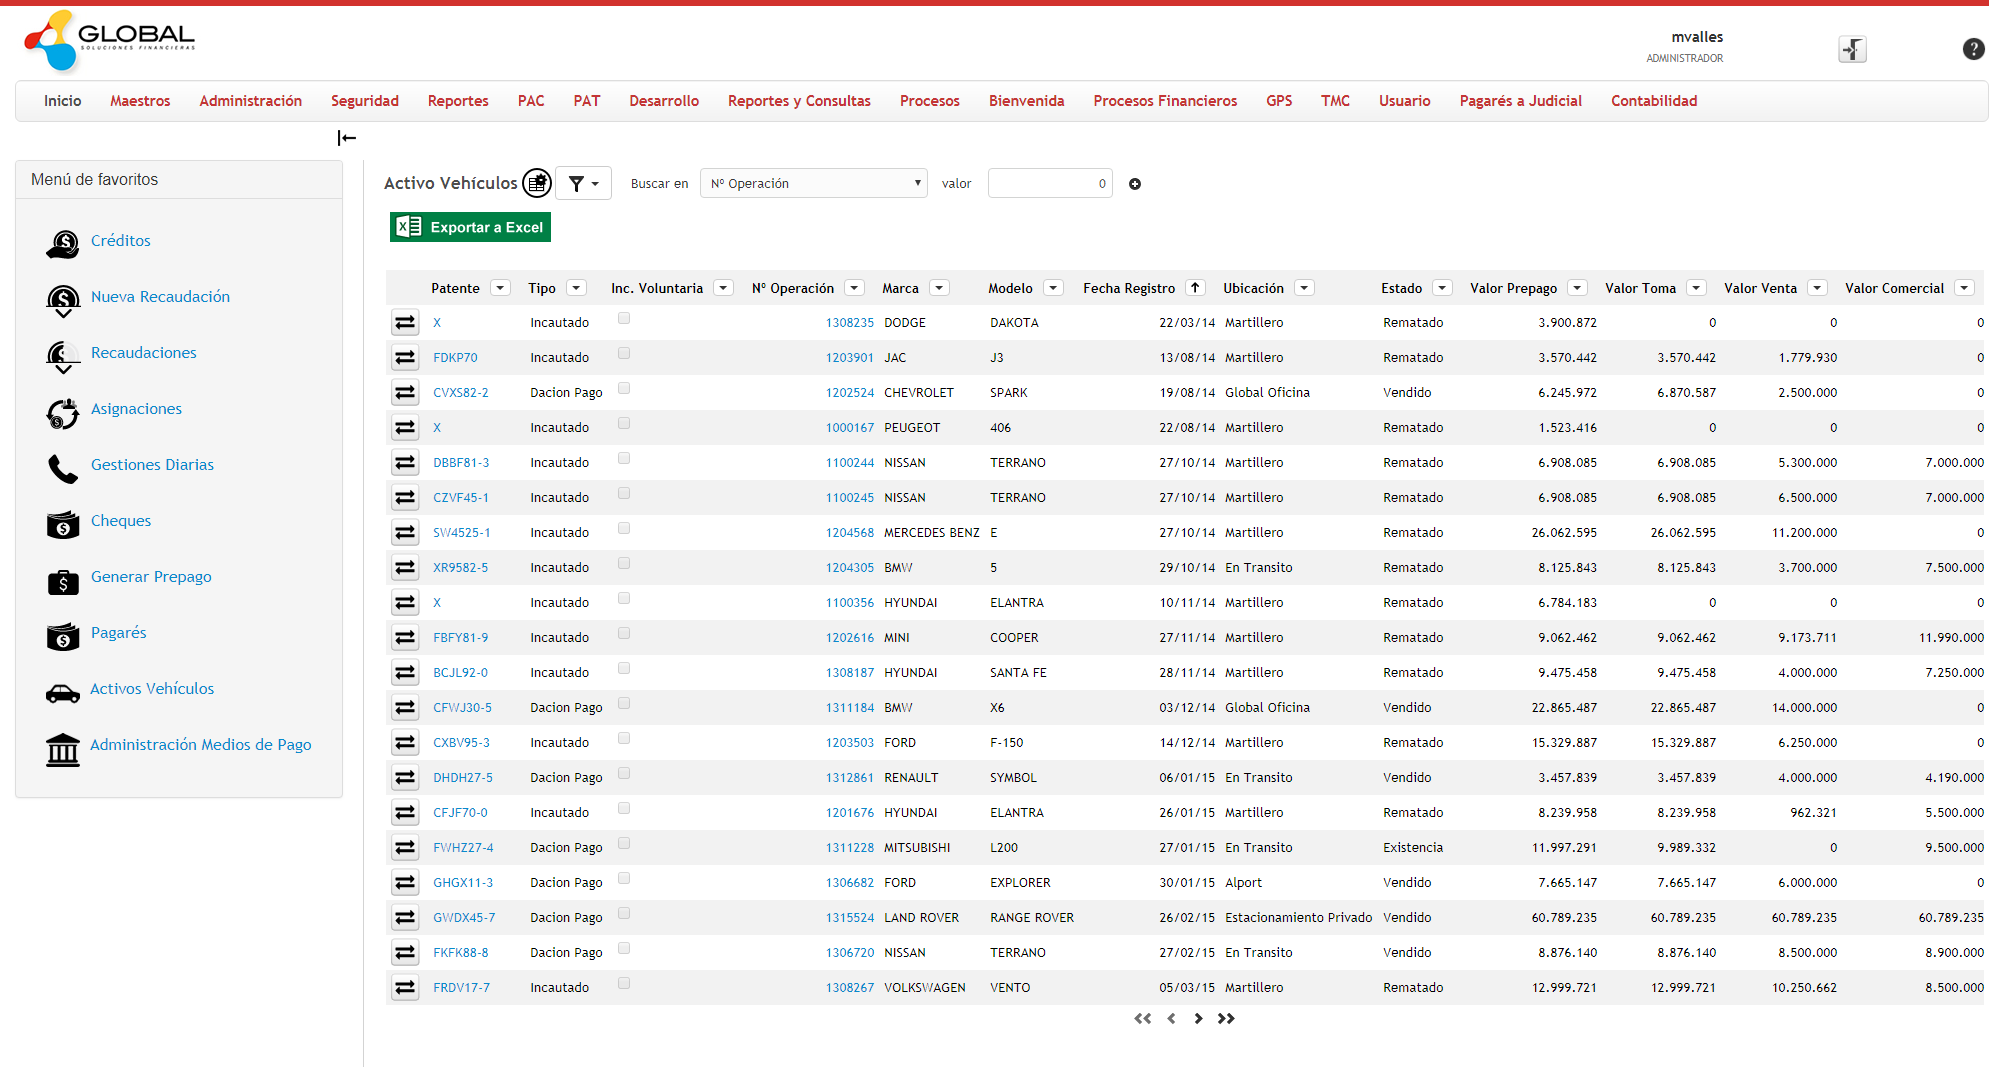 GLOBAL
SOLUCIONES FINANCIERAS
mvalles
ADMINISTRADOR
Inicio Maestros Administración Seguridad Reportes PAC PAT Desarrollo Reportes y Consultas Procesos Bienvenida Procesos Financieros GPS TMC Usuario Pagarés a Judicial Contabilidad
Menú de favoritos
Créditos
Nueva Recaudación
Recaudaciones
Asignaciones
Gestiones Diarias
Cheques
Generar Prepago
Pagarés
Activos Vehículos
Administración Medios de Pago
Activo Vehículos Buscar en Nº Operación valor 0
Exportar a Excel
Patente Tipo Inc. Voluntaria Nº Operación Marca Modelo Fecha Registro Ubicación Estado Valor Prepago Valor Toma Valor Venta Valor Comercial
X Incautado 1308235 DODGE DAKOTA 22/03/14 Martillero Rematado 3.900.872 0 0 0
FDKP70 Incautado 1203901 JAC J3 13/08/14 Martillero Rematado 3.570.442 3.570.442 1.779.930 0
CVXS82-2 Dacion Pago 1202524 CHEVROLET SPARK 19/08/14 Global Oficina Vendido 6.245.972 6.870.587 2.500.000 0
X Incautado 1000167 PEUGEOT 406 22/08/14 Martillero Rematado 1.523.416 0 0 0
DBBF81-3 Incautado 1100244 NISSAN TERRANO 27/10/14 Martillero Rematado 6.908.085 6.908.085 5.300.000 7.000.000
CZVF45-1 Incautado 1100245 NISSAN TERRANO 27/10/14 Martillero Rematado 6.908.085 6.908.085 6.500.000 7.000.000
SW4525-1 Incautado 1204568 MERCEDES BENZ E 27/10/14 Martillero Rematado 26.062.595 26.062.595 11.200.000 0
XR9582-5 Incautado 1204305 BMW 5 29/10/14 En Transito Rematado 8.125.843 8.125.843 3.700.000 7.500.000
X Incautado 1100356 HYUNDAI ELANTRA 10/11/14 Martillero Rematado 6.784.183 0 0 0
FBFY81-9 Incautado 1202616 MINI COOPER 27/11/14 Martillero Rematado 9.062.462 9.062.462 9.173.711 11.990.000
BCJL92-0 Incautado 1308187 HYUNDAI SANTA FE 28/11/14 Martillero Rematado 9.475.458 9.475.458 4.000.000 7.250.000
CFWJ30-5 Dacion Pago 1311184 BMW X6 03/12/14 Global Oficina Vendido 22.865.487 22.865.487 14.000.000 0
CXBV95-3 Incautado 1203503 FORD F-150 14/12/14 Martillero Rematado 15.329.887 15.329.887 6.250.000 0
DHDH27-5 Dacion Pago 1312861 RENAULT SYMBOL 06/01/15 En Transito Vendido 3.457.839 3.457.839 4.000.000 4.190.000
CFJF70-0 Incautado 1201676 HYUNDAI ELANTRA 26/01/15 Martillero Rematado 8.239.958 8.239.958 962.321 5.500.000
FWHZ27-4 Dacion Pago 1311228 MITSUBISHI L200 27/01/15 En Transito Existencia 11.997.291 9.989.332 0 9.500.000
GHGX11-3 Dacion Pago 1306682 FORD EXPLORER 30/01/15 Alport Vendido 7.665.147 7.665.147 6.000.000 0
GWDX45-7 Dacion Pago 1315524 LAND ROVER RANGE ROVER 26/02/15 Estacionamiento Privado Vendido 60.789.235 60.789.235 60.789.235 60.789.235
FKFK88-8 Dacion Pago 1306720 NISSAN TERRANO 27/02/15 En Transito Vendido 8.876.140 8.876.140 8.500.000 8.900.000
FRDV17-7 Incautado 1308267 VOLKSWAGEN VENTO 05/03/15 Martillero Rematado 12.999.721 12.999.721 10.250.662 8.500.000